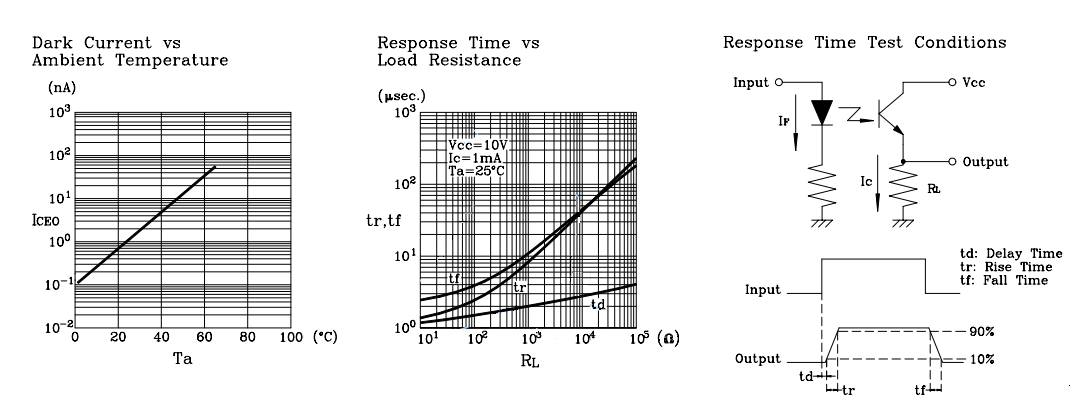 Dark Current vs
Ambient Temperature
(nA)
10³
10²
10¹
ICEO
10⁰
10⁻¹
10⁻²
0 20 40 60 80 100 (°C)
Ta
Response Time vs
Load Resistance
(μsec.)
10³
Vcc=10V
Ic=1mA
Ta=25°C
10²
tr,tf
10¹
tf
tr
td
10⁰
10¹ 10² 10³ 10⁴ 10⁵ (Ω)
RL
Response Time Test Conditions
Input
Vcc
IF
Output
Ic
RL
td: Delay Time
tr: Rise Time
tf: Fall Time
Input
90%
Output
10%
td
tr
tf